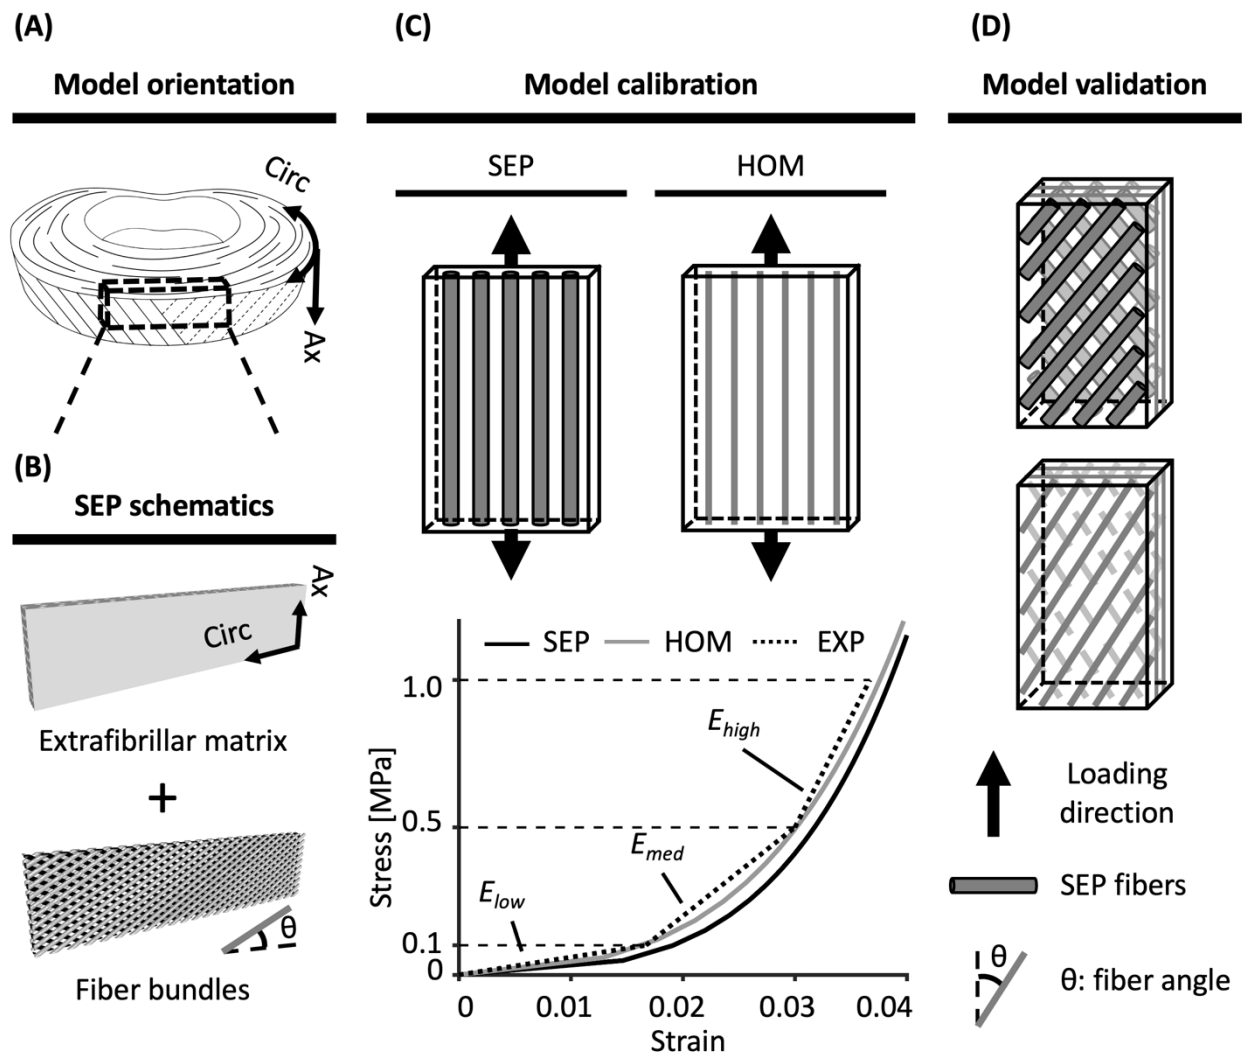 (A)
Model orientation
Circ
Ax
(B)
SEP schematics
Ax
Circ
Extrafibrillar matrix
+
θ
Fiber bundles
(C)
Model calibration
SEP
HOM
SEP HOM EXP
Stress [MPa]
1.0
0.5
0.1
0
E_high
E_med
E_low
0 0.01 0.02 0.03 0.04
Strain
(D)
Model validation
Loading
direction
SEP fibers
θ
θ: fiber angle